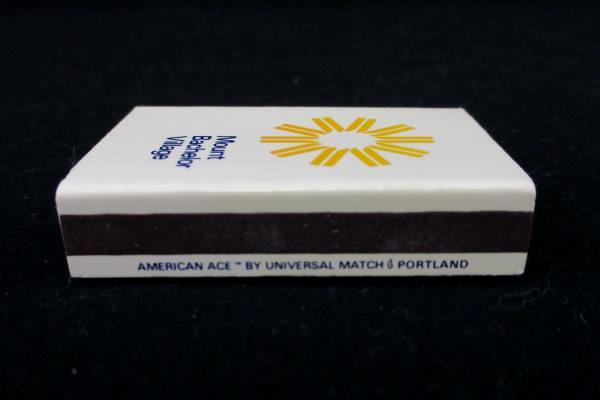 Mount
Bachelor
Village
AMERICAN ACE™ BY UNIVERSAL MATCH PORTLAND